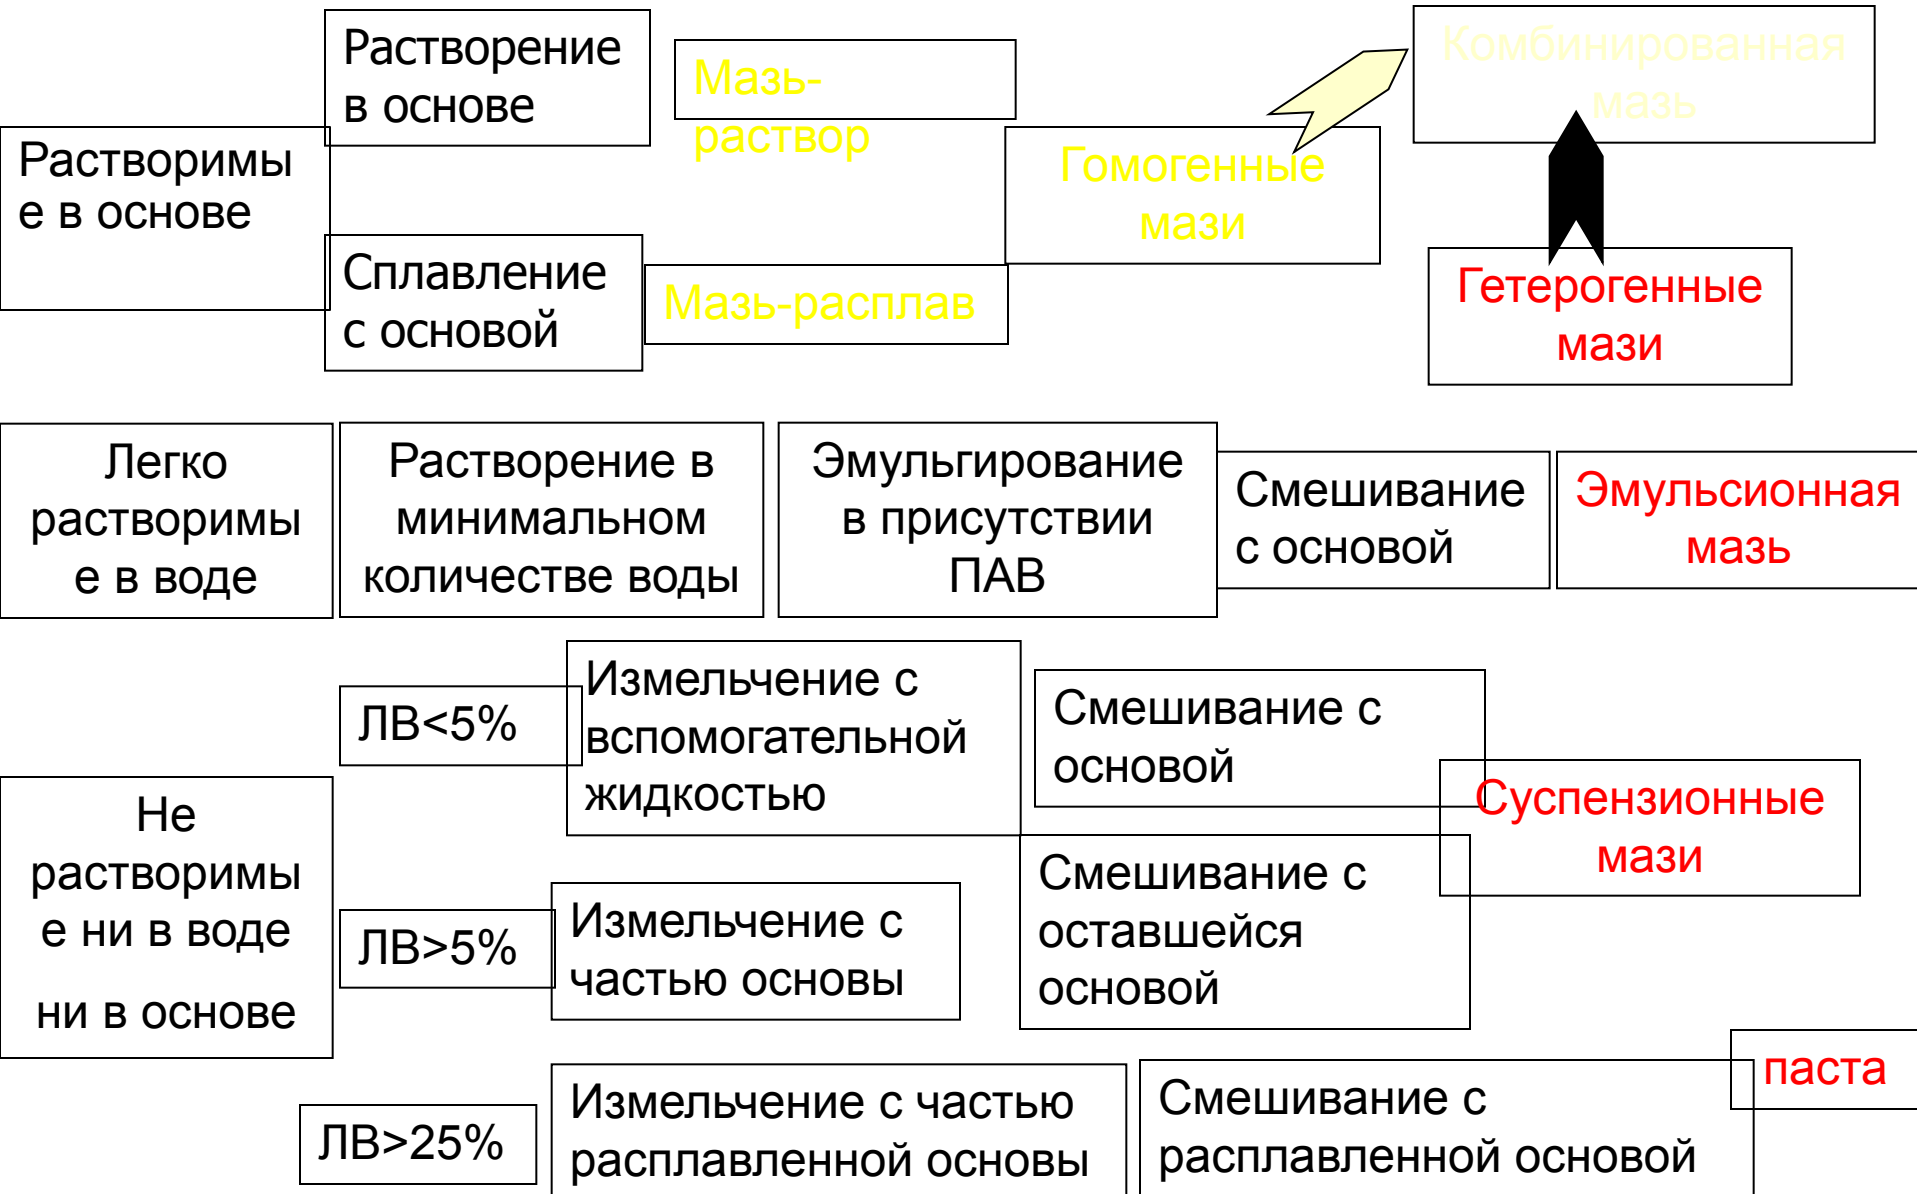 Растворение
в основе
Мазь-
раствор
Комбинированная
мазь
Растворимы
е в основе
Гомогенные
мази
Сплавление
с основой
Мазь-расплав
Гетерогенные
мази
Легко
растворимы
е в воде
Растворение в
минимальном
количестве воды
Эмульгирование
в присутствии
ПАВ
Смешивание
с основой
Эмульсионная
мазь
ЛВ<5%
Измельчение с
вспомогательной
жидкостью
Смешивание с
основой
Суспензионные
мази
Не
растворимы
е ни в воде
ни в основе
ЛВ>5%
Измельчение с
частью основы
Смешивание с
оставшейся
основой
паста
ЛВ>25%
Измельчение с частью
расплавленной основы
Смешивание с
расплавленной основой